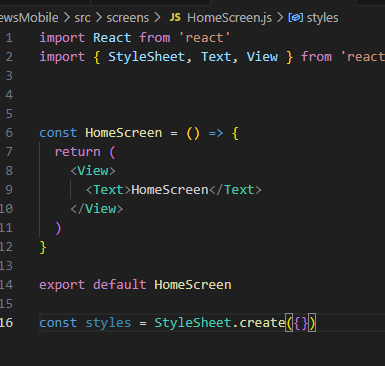 ewsMobile > src > screens > JS HomeScreen.js > styles
1 import React from 'react'
2 import { StyleSheet, Text, View } from 'react
3
4
5
6 const HomeScreen = () => {
7 return (
8 <View>
9 <Text>HomeScreen</Text>
10 </View>
11 )
12 }
13
14 export default HomeScreen
15
16 const styles = StyleSheet.create({})